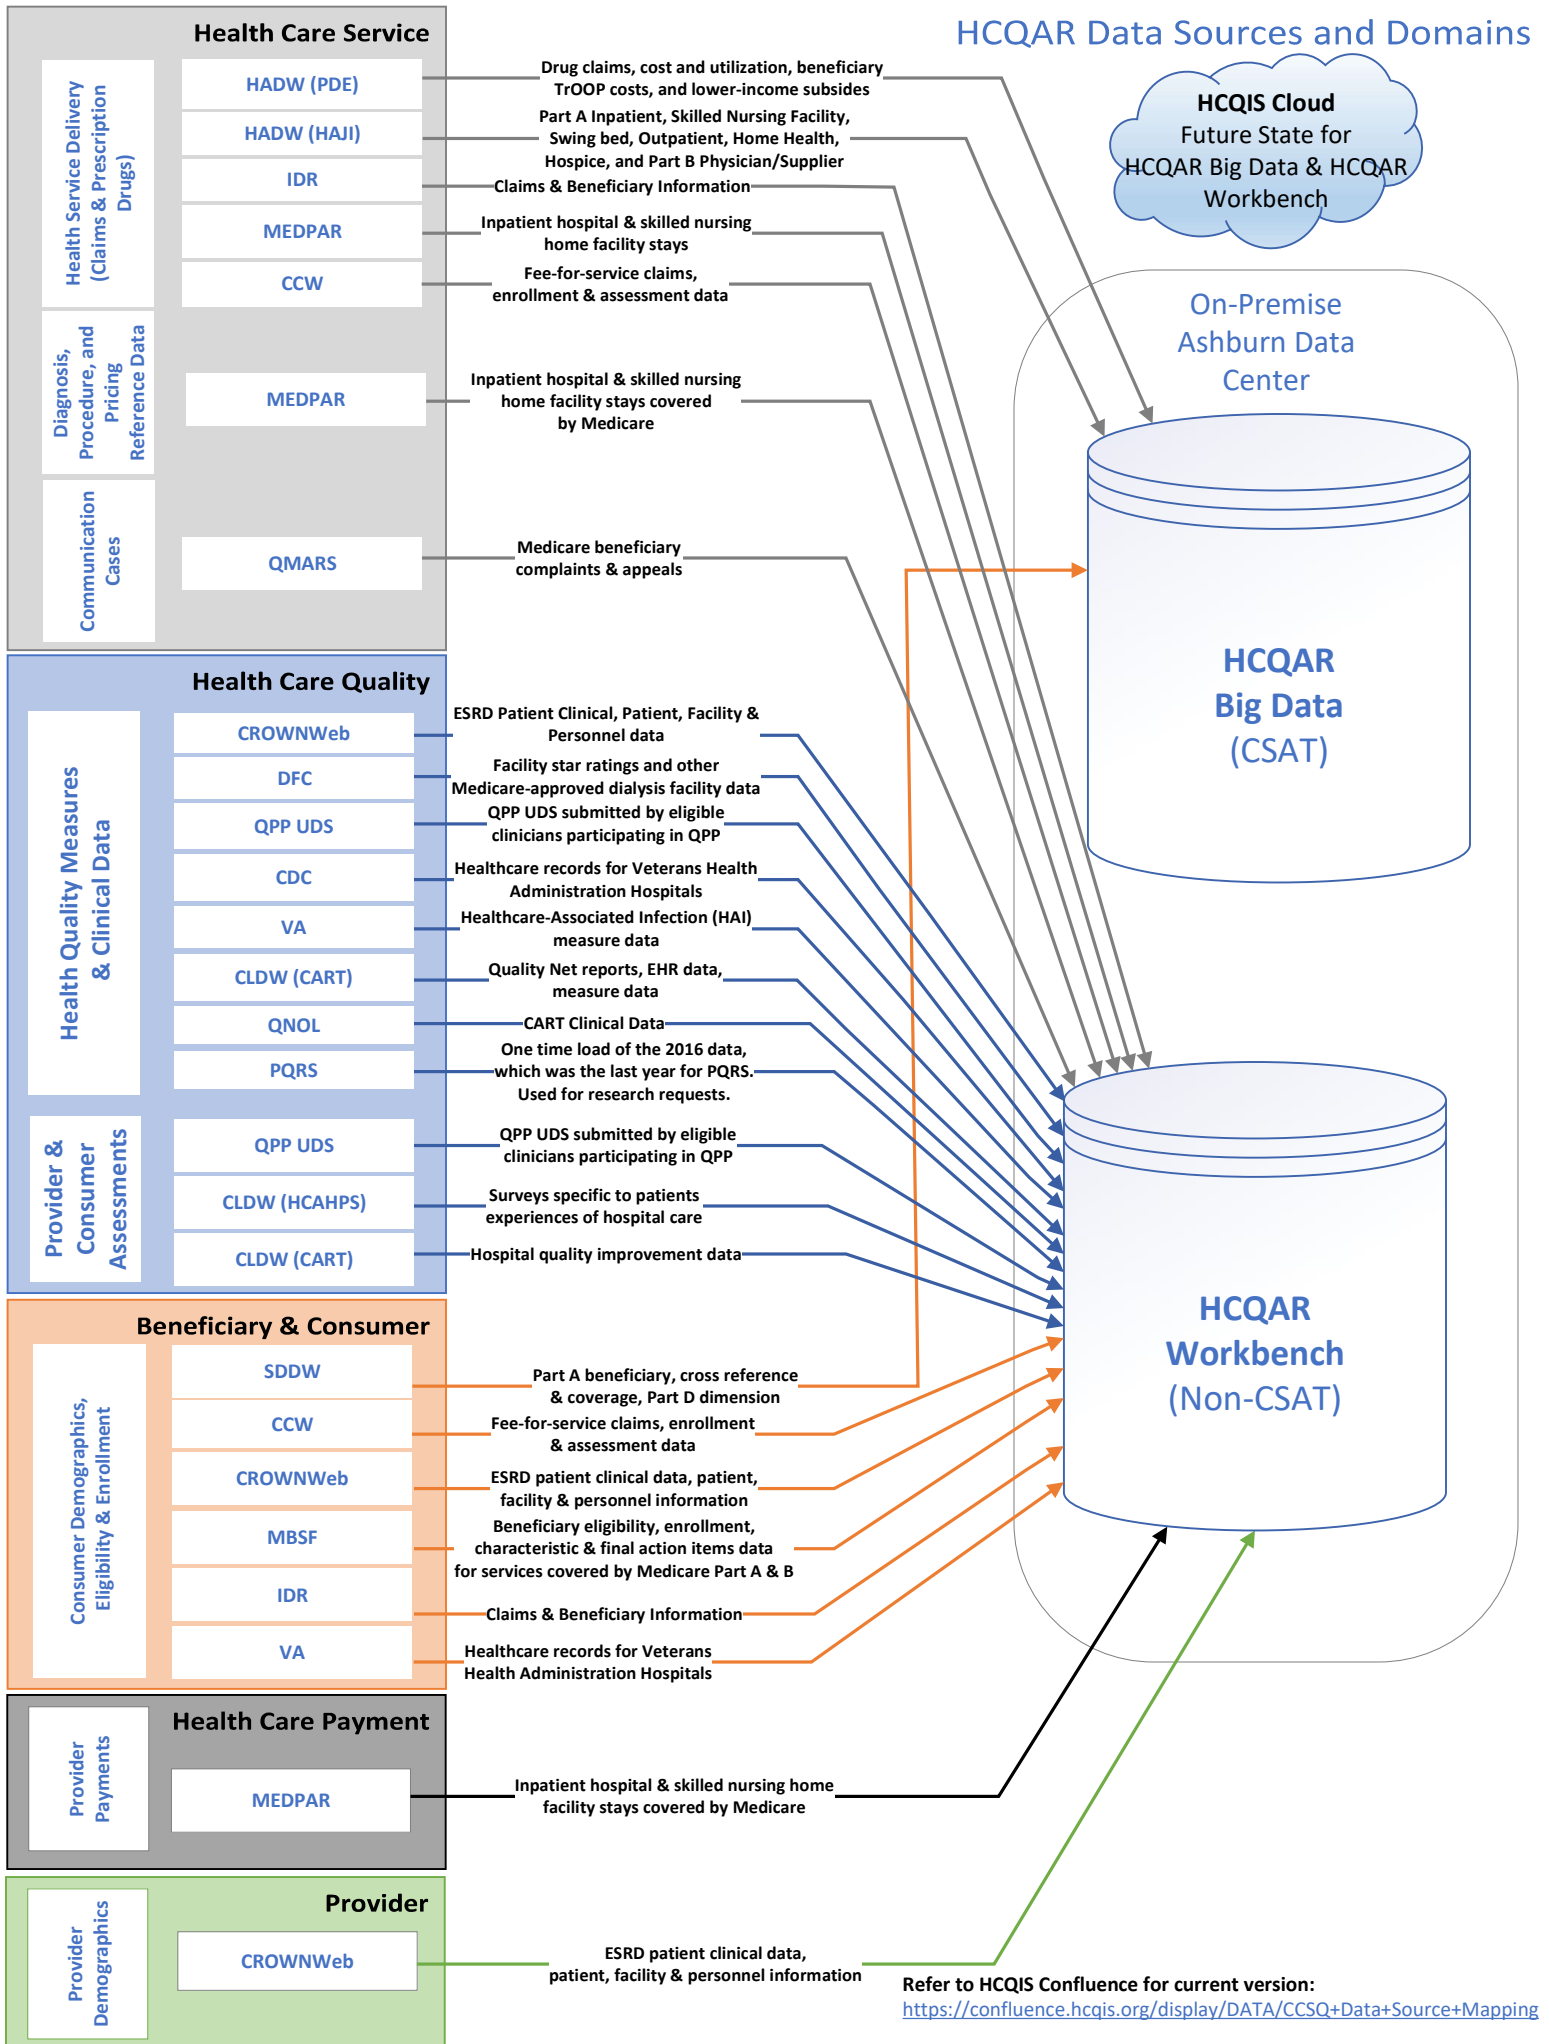 HCQAR Data Sources and Domains
HCQIS Cloud
Future State for
HCQAR Big Data & HCQAR
Workbench
On-Premise
Ashburn Data
Center
HCQAR
Big Data
(CSAT)
HCQAR
Workbench
(Non-CSAT)
Health Care Service
Health Service Delivery
(Claims & Prescription
Drugs)
HADW (PDE)
Drug claims, cost and utilization, beneficiary
TrOOP costs, and lower-income subsides
HADW (HAJI)
Part A Inpatient, Skilled Nursing Facility,
Swing bed, Outpatient, Home Health,
Hospice, and Part B Physician/Supplier
IDR
Claims & Beneficiary Information
MEDPAR
Inpatient hospital & skilled nursing
home facility stays
CCW
Fee-for-service claims,
enrollment & assessment data
Diagnosis,
Procedure, and
Pricing
Reference Data
MEDPAR
Inpatient hospital & skilled nursing
home facility stays covered
by Medicare
Communication
Cases
QMARS
Medicare beneficiary
complaints & appeals
Health Care Quality
Health Quality Measures
& Clinical Data
CROWNWeb
ESRD Patient Clinical, Patient, Facility &
Personnel data
DFC
Facility star ratings and other
Medicare-approved dialysis facility data
QPP UDS
QPP UDS submitted by eligible
clinicians participating in QPP
CDC
Healthcare records for Veterans Health
Administration Hospitals
VA
Healthcare-Associated Infection (HAI)
measure data
CLDW (CART)
Quality Net reports, EHR data,
measure data
QNOL
CART Clinical Data
PQRS
One time load of the 2016 data,
which was the last year for PQRS.
Used for research requests.
Provider &
Consumer
Assessments
QPP UDS
QPP UDS submitted by eligible
clinicians participating in QPP
CLDW (HCAHPS)
Surveys specific to patients
experiences of hospital care
CLDW (CART)
Hospital quality improvement data
Beneficiary & Consumer
Consumer Demographics,
Eligibility & Enrollment
SDDW
Part A beneficiary, cross reference
& coverage, Part D dimension
CCW
Fee-for-service claims, enrollment
& assessment data
CROWNWeb
ESRD patient clinical data, patient,
facility & personnel information
MBSF
Beneficiary eligibility, enrollment,
characteristic & final action items data
for services covered by Medicare Part A & B
IDR
Claims & Beneficiary Information
VA
Healthcare records for Veterans
Health Administration Hospitals
Health Care Payment
Provider
Payments
MEDPAR
Inpatient hospital & skilled nursing home
facility stays covered by Medicare
Provider
Provider
Demographics
CROWNWeb
ESRD patient clinical data,
patient, facility & personnel information
Refer to HCQIS Confluence for current version:
https://confluence.hcqis.org/display/DATA/CCSQ+Data+Source+Mapping